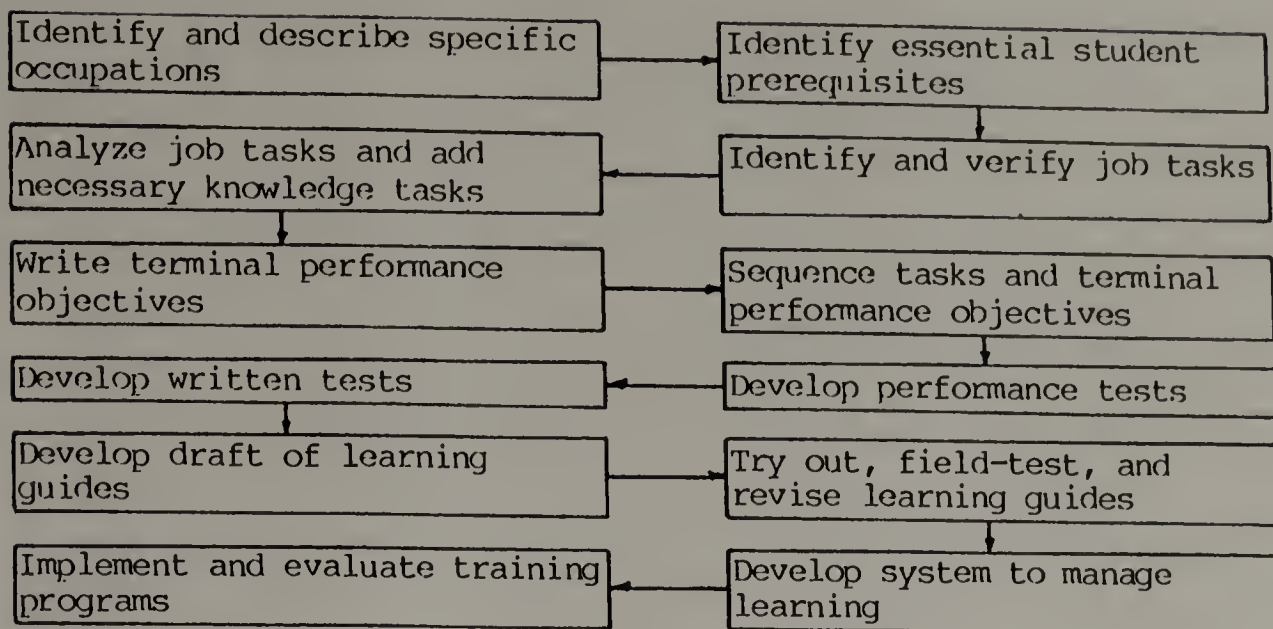 Identify and describe specific
occupations
Identify essential student
prerequisites
Analyze job tasks and add
necessary knowledge tasks
Identify and verify job tasks
Write terminal performance
objectives
Sequence tasks and terminal
performance objectives
Develop written tests
Develop performance tests
Develop draft of learning
guides
Try out, field-test, and
revise learning guides
Implement and evaluate training
programs
Develop system to manage
learning